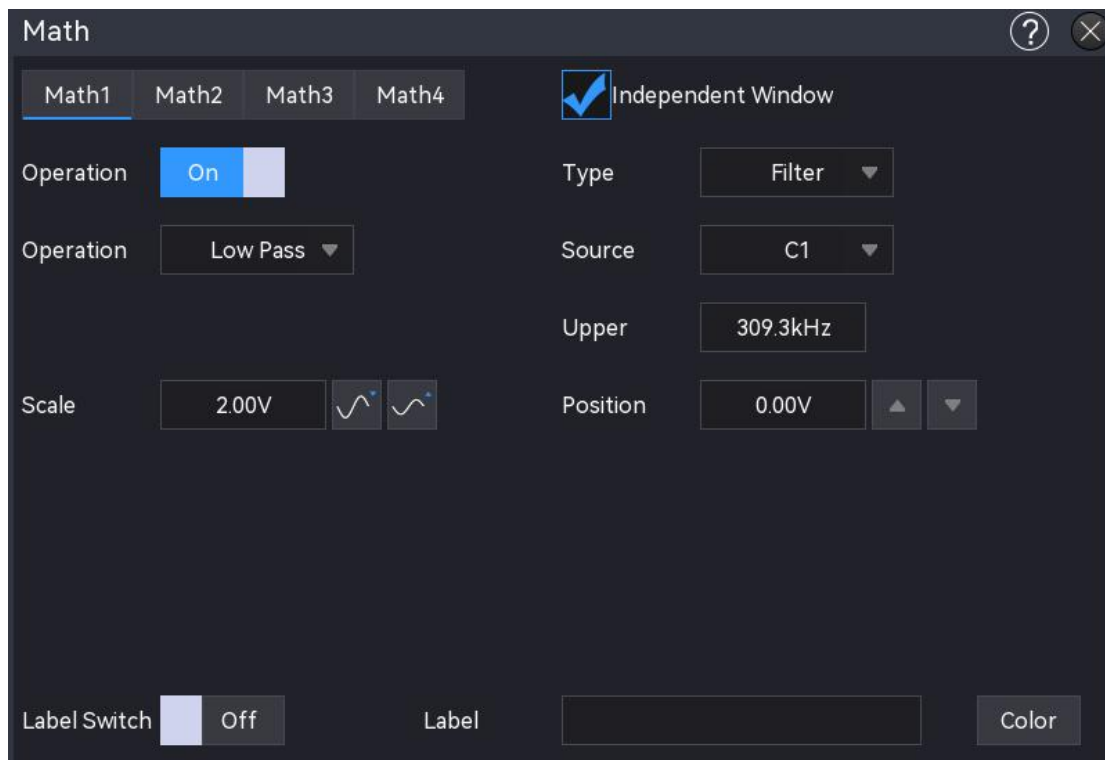 Math ?
Math1 Math2 Math3 Math4 Independent Window
Operation On Type Filter
Operation Low Pass Source C1
Upper 309.3kHz
Scale 2.00V Position 0.00V
Label Switch Off Label Color